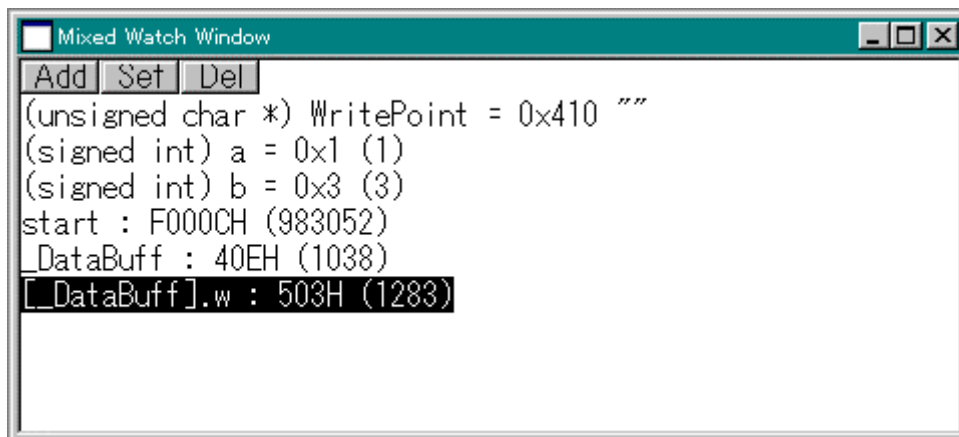 Mixed Watch Window
Add Set Del
(unsigned char *) WritePoint = 0x410 ""
(signed int) a = 0x1 (1)
(signed int) b = 0x3 (3)
start : F000CH (983052)
_DataBuff : 40EH (1038)
[_DataBuff].w : 503H (1283)